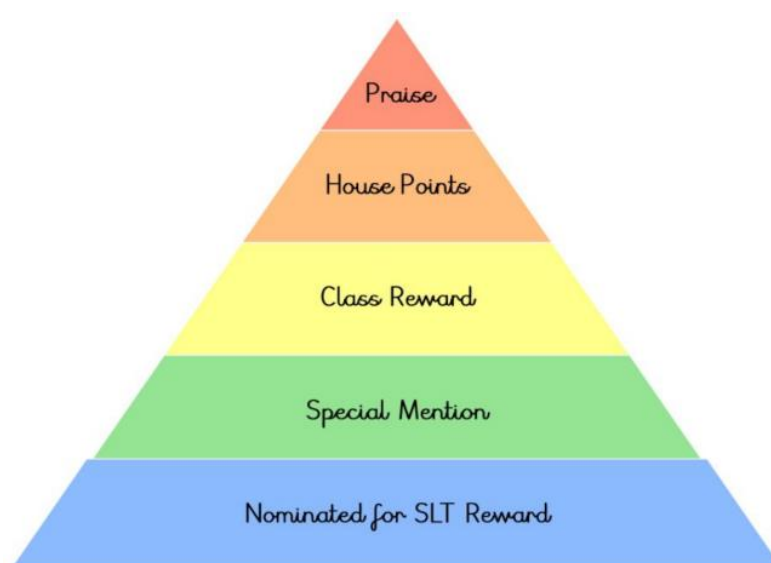 Praise
House Points
Class Reward
Special Mention
Nominated for SLT Reward